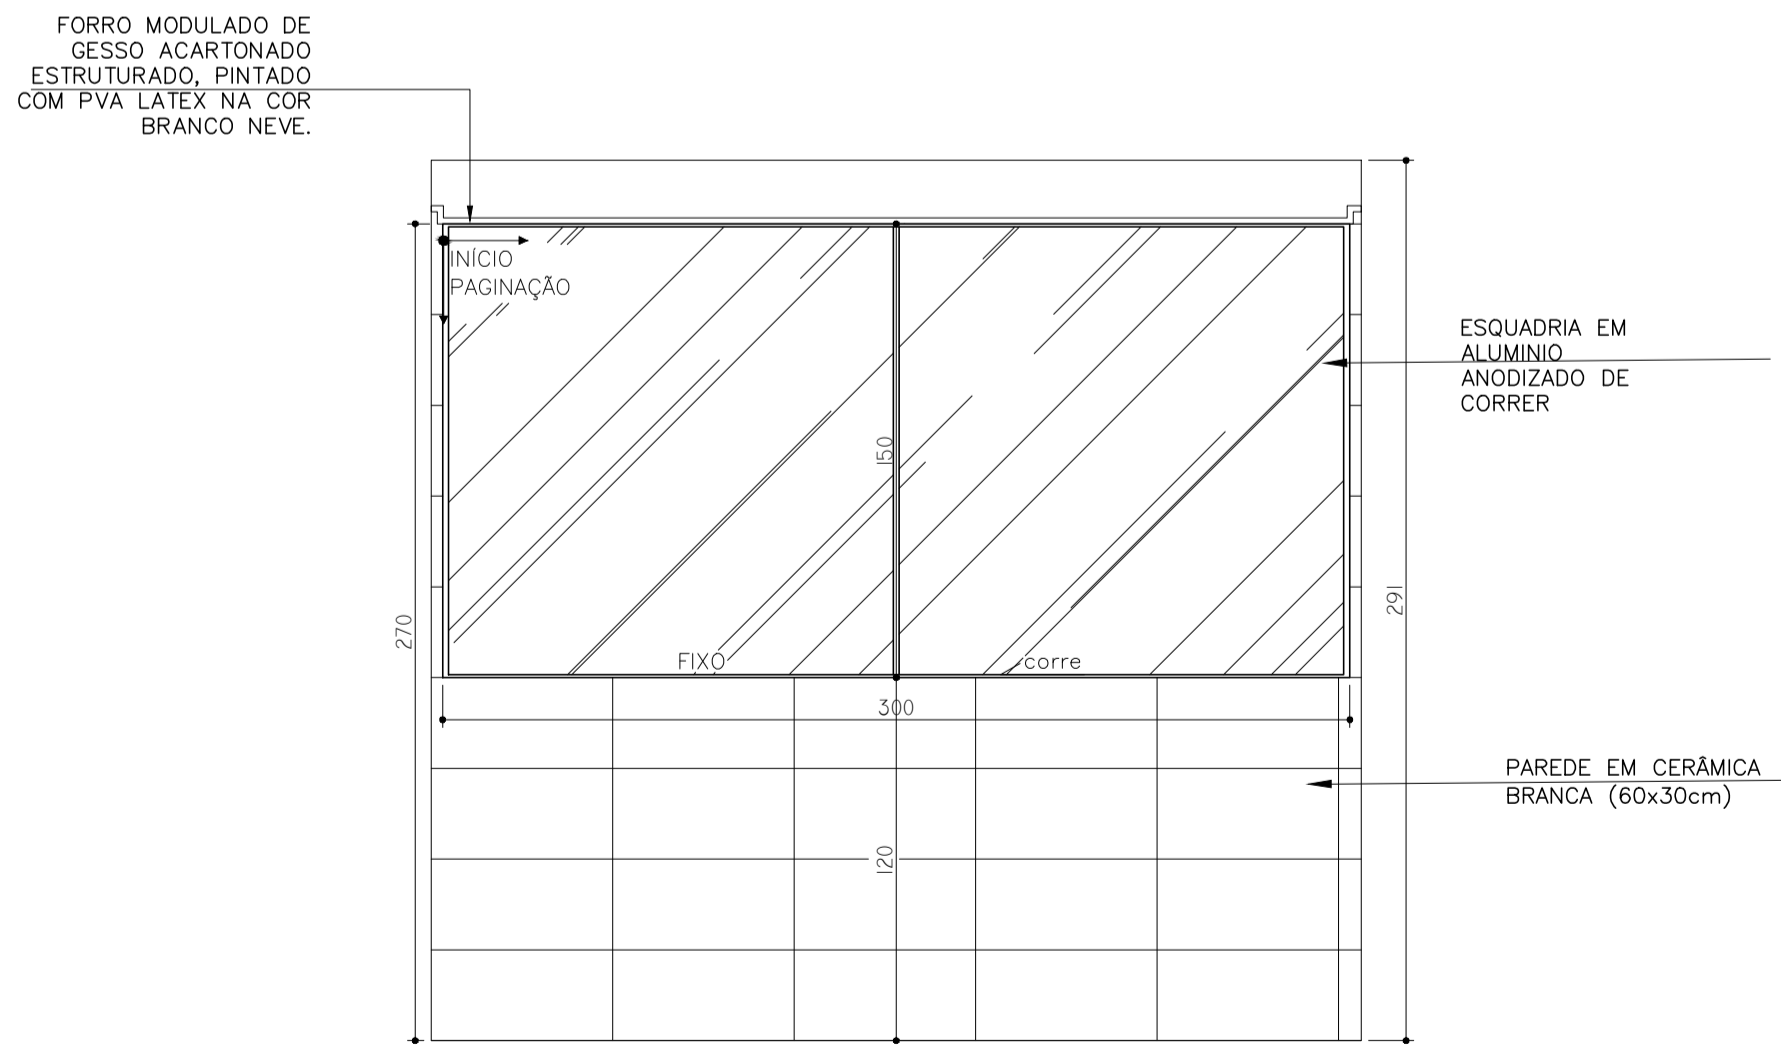 FORRO MODULADO DE
GESSO ACARTONADO
ESTRUTURADO, PINTADO
COM PVA LATEX NA COR
BRANCO NEVE.
INÍCIO
PAGINAÇÃO
ESQUADRIA EM
ALUMINIO
ANODIZADO DE
CORRER
150
270
291
FIXO
corre
300
PAREDE EM CERÂMICA
BRANCA (60x30cm)
120